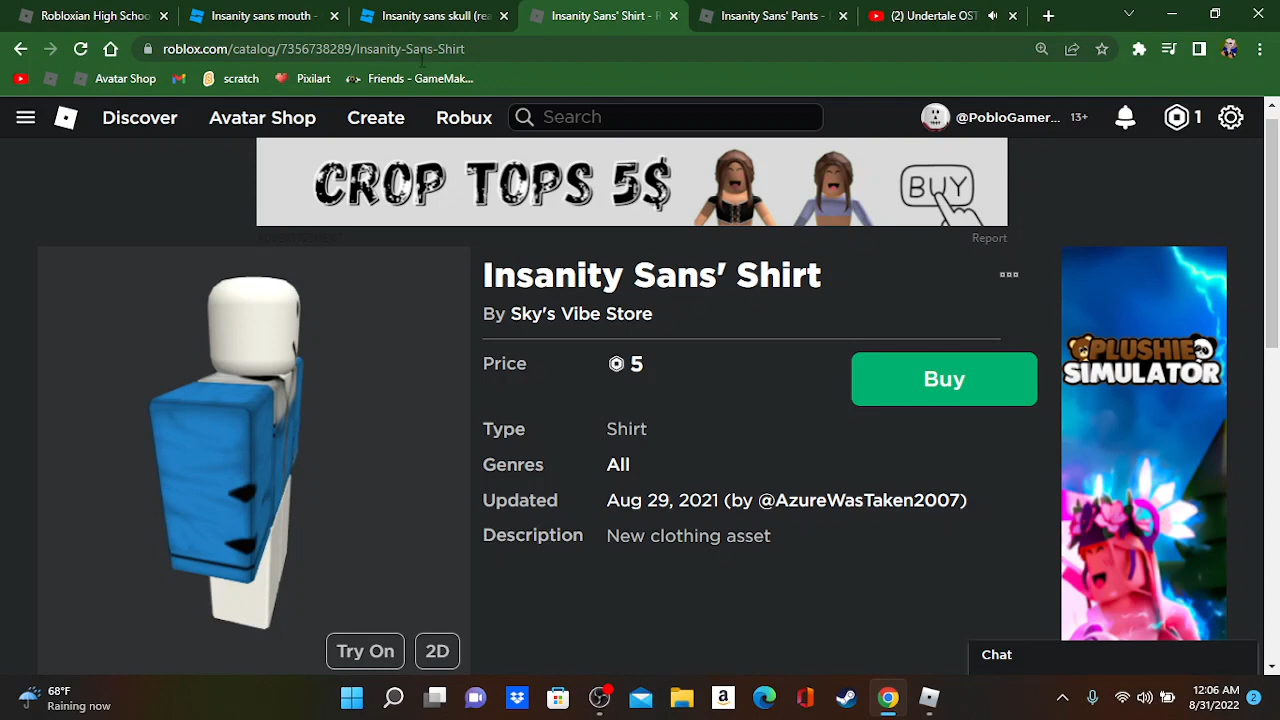 Robloxian High Schoo
Insanity sans mouth -
Insanity sans skull (rea
Insanity Sans' Shirt - R
Insanity Sans' Pants -
(2) Undertale OST
roblox.com/catalog/7356738289/Insanity-Sans-Shirt
Avatar Shop
scratch
Pixilart
Friends - GameMak...
Discover
Avatar Shop
Create
Robux
Search
@PobloGamer...
13+
1
CROP TOPS 5$
BUY
ADVERTISEMENT
Report
Insanity Sans' Shirt
By Sky's Vibe Store
Price
5
Buy
Type
Shirt
Genres
All
Updated
Aug 29, 2021 (by @AzureWasTaken2007)
Description
New clothing asset
Try On
2D
PLUSHIE
SIMULATOR
Chat
68°F
Raining now
12:06 AM
8/31/2022
2